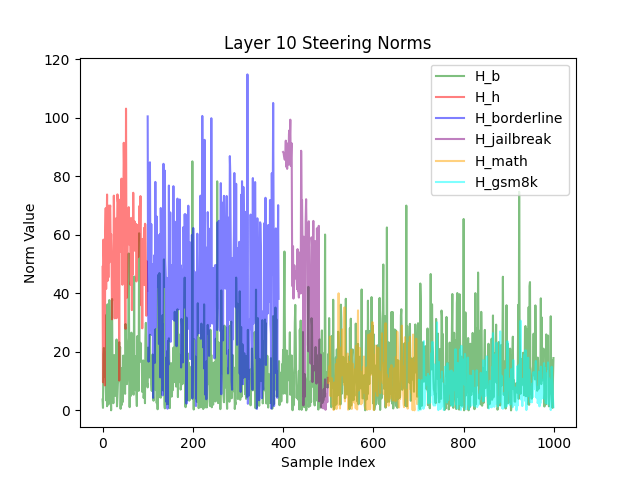 Layer 10 Steering Norms
Norm Value
120
100
80
60
40
20
0
0 200 400 600 800 1000
Sample Index
H_b
H_h
H_borderline
H_jailbreak
H_math
H_gsm8k